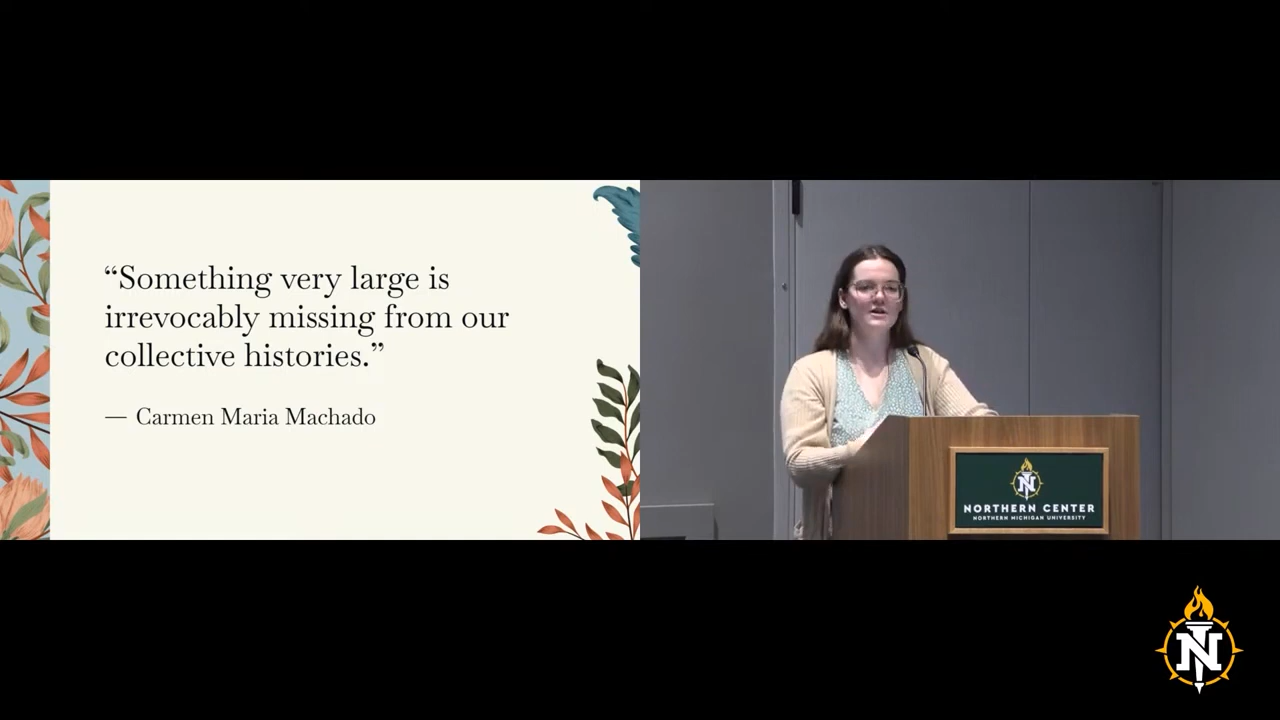 “Something very large is
irrevocably missing from our
collective histories.”
— Carmen Maria Machado
N
NORTHERN CENTER
NORTHERN MICHIGAN UNIVERSITY
N